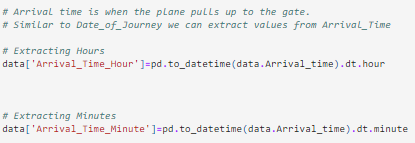 # Arrival time is when the plane pulls up to the gate.
# Similar to Date_of_Journey we can extract values from Arrival_Time
# Extracting Hours
data['Arrival_Time_Hour']=pd.to_datetime(data.Arrival_time).dt.hour
# Extracting Minutes
data['Arrival_Time_Minute']=pd.to_datetime(data.Arrival_time).dt.minute